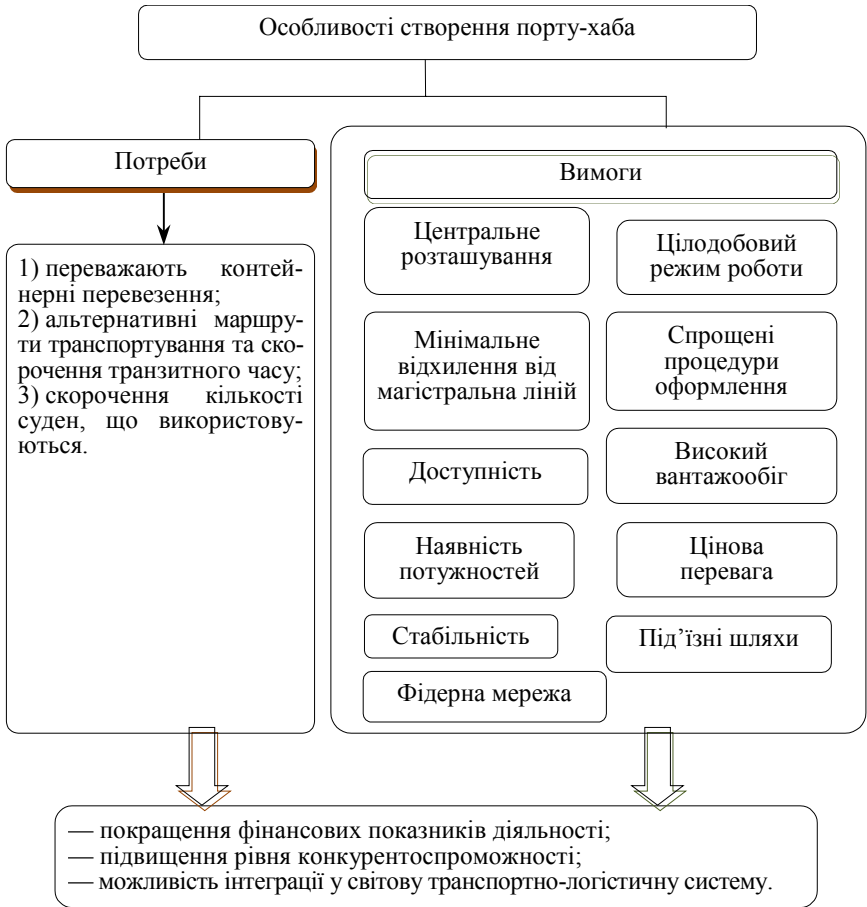 Особливості створення порту-хаба
Потреби
1) переважають контей-
нерні перевезення;
2) альтернативні маршру-
ти транспортування та ско-
рочення транзитного часу;
3) скорочення кількості
суден, що використову-
ються.
Вимоги
Центральне
розташування
Мінімальне
відхилення від
магістральна ліній
Доступність
Наявність
потужностей
Стабільність
Фідерна мережа
Цілодобовий
режим роботи
Спрощені
процедури
оформлення
Високий
вантажообіг
Цінова
перевага
Під’їзні шляхи
— покращення фінансових показників діяльності;
— підвищення рівня конкурентоспроможності;
— можливість інтеграції у світову транспортно-логістичну систему.